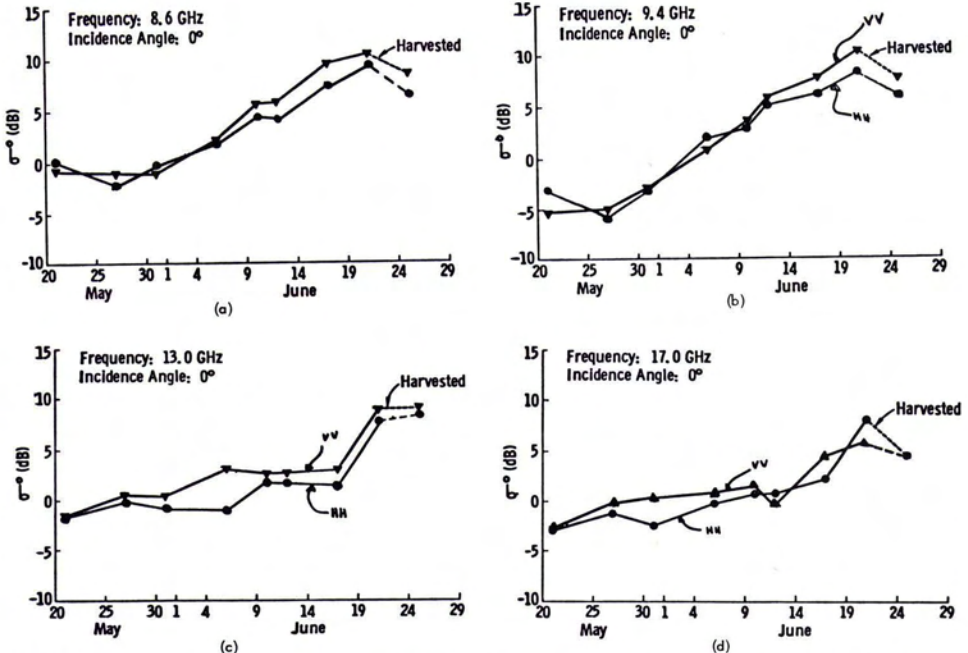 15
10
5
0
-5
-10
σ° (dB)
Frequency: 8.6 GHz
Incidence Angle: 0°
Harvested
20 25 30 1 4 9 14 19 24 29
May June
(a)
15
10
5
0
-5
-10
σ° (dB)
Frequency: 9.4 GHz
Incidence Angle: 0°
VV
Harvested
HH
20 25 30 1 4 9 14 19 24 29
May June
(b)
15
10
5
0
-5
-10
σ° (dB)
Frequency: 13.0 GHz
Incidence Angle: 0°
Harvested
VV
HH
20 25 30 1 4 9 14 19 24 29
May June
(c)
15
10
5
0
-5
-10
σ° (dB)
Frequency: 17.0 GHz
Incidence Angle: 0°
Harvested
VV
HH
20 25 30 1 4 9 14 19 24 29
May June
(d)